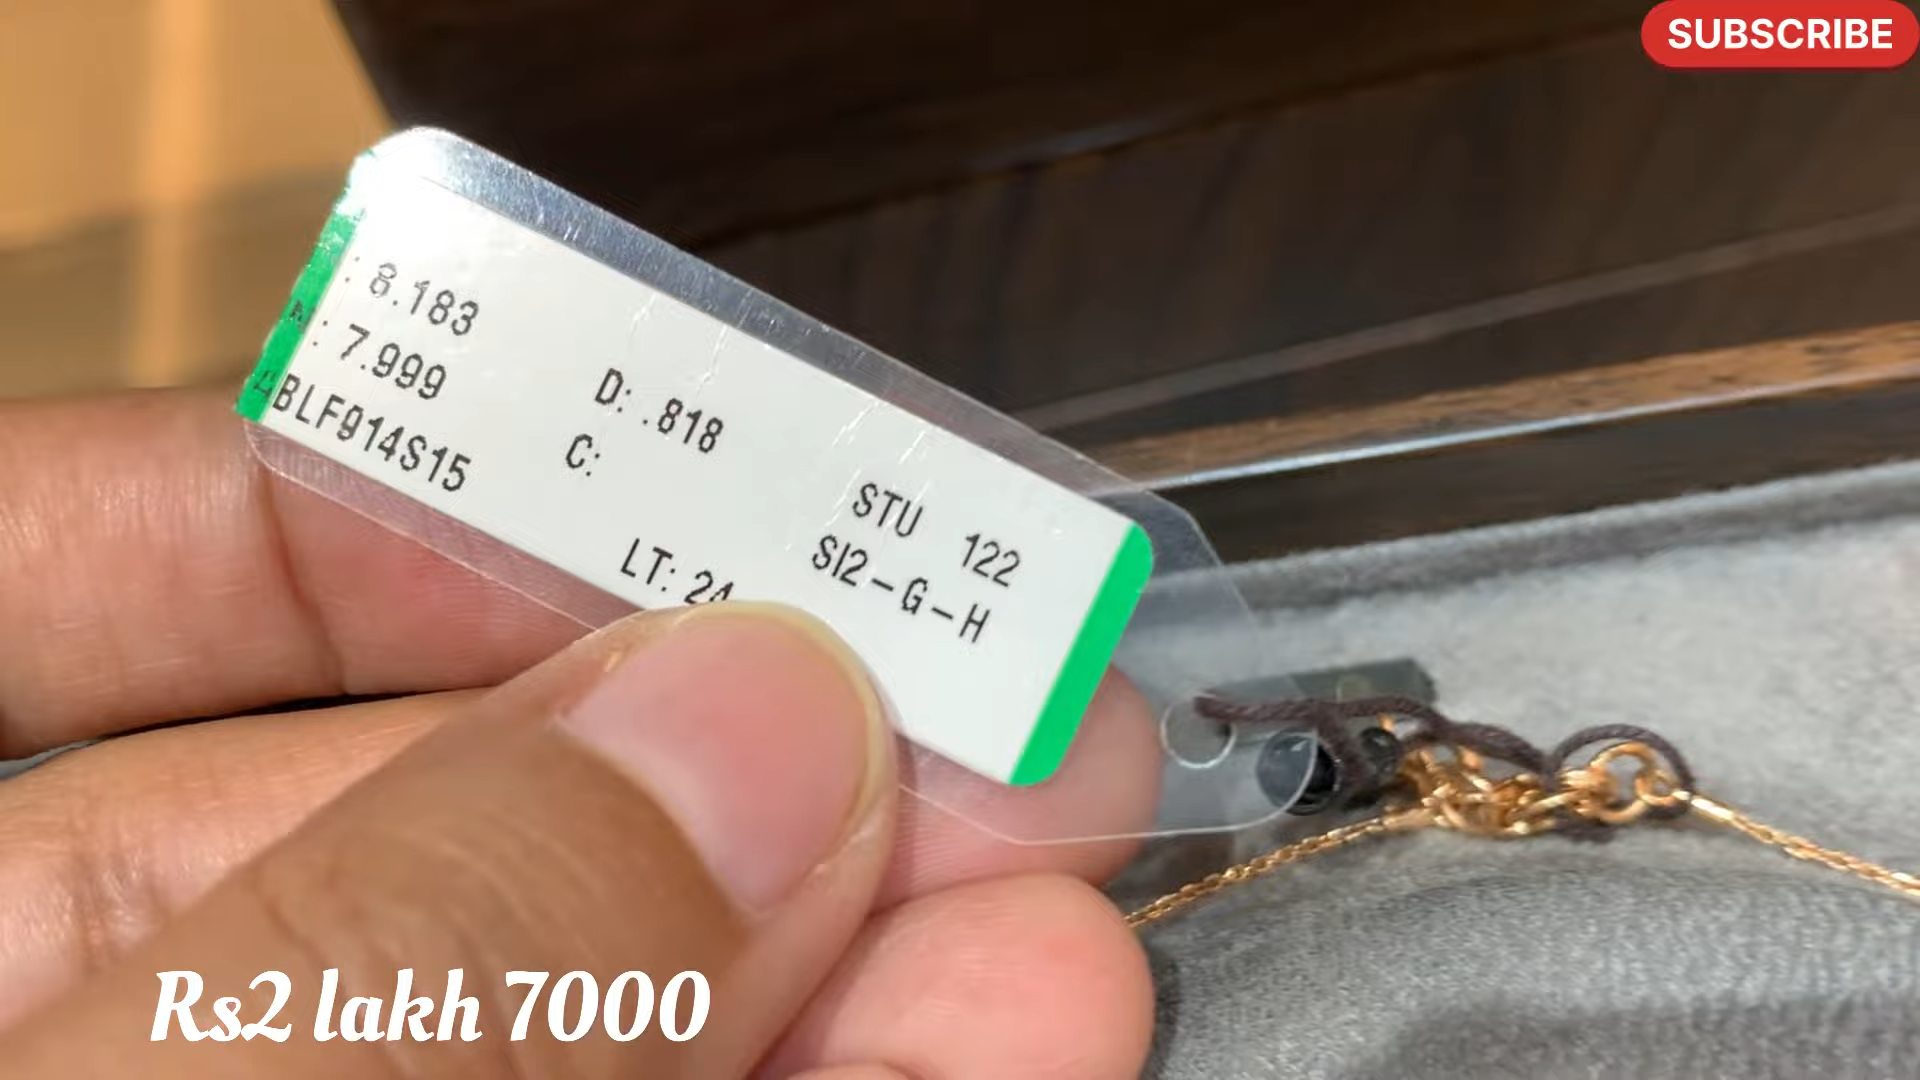 SUBSCRIBE
: 8.183
: 7.999
BLF914S15
D: .818
C:
LT: 24
STU 122
SI2-G-H
Rs2 lakh 7000